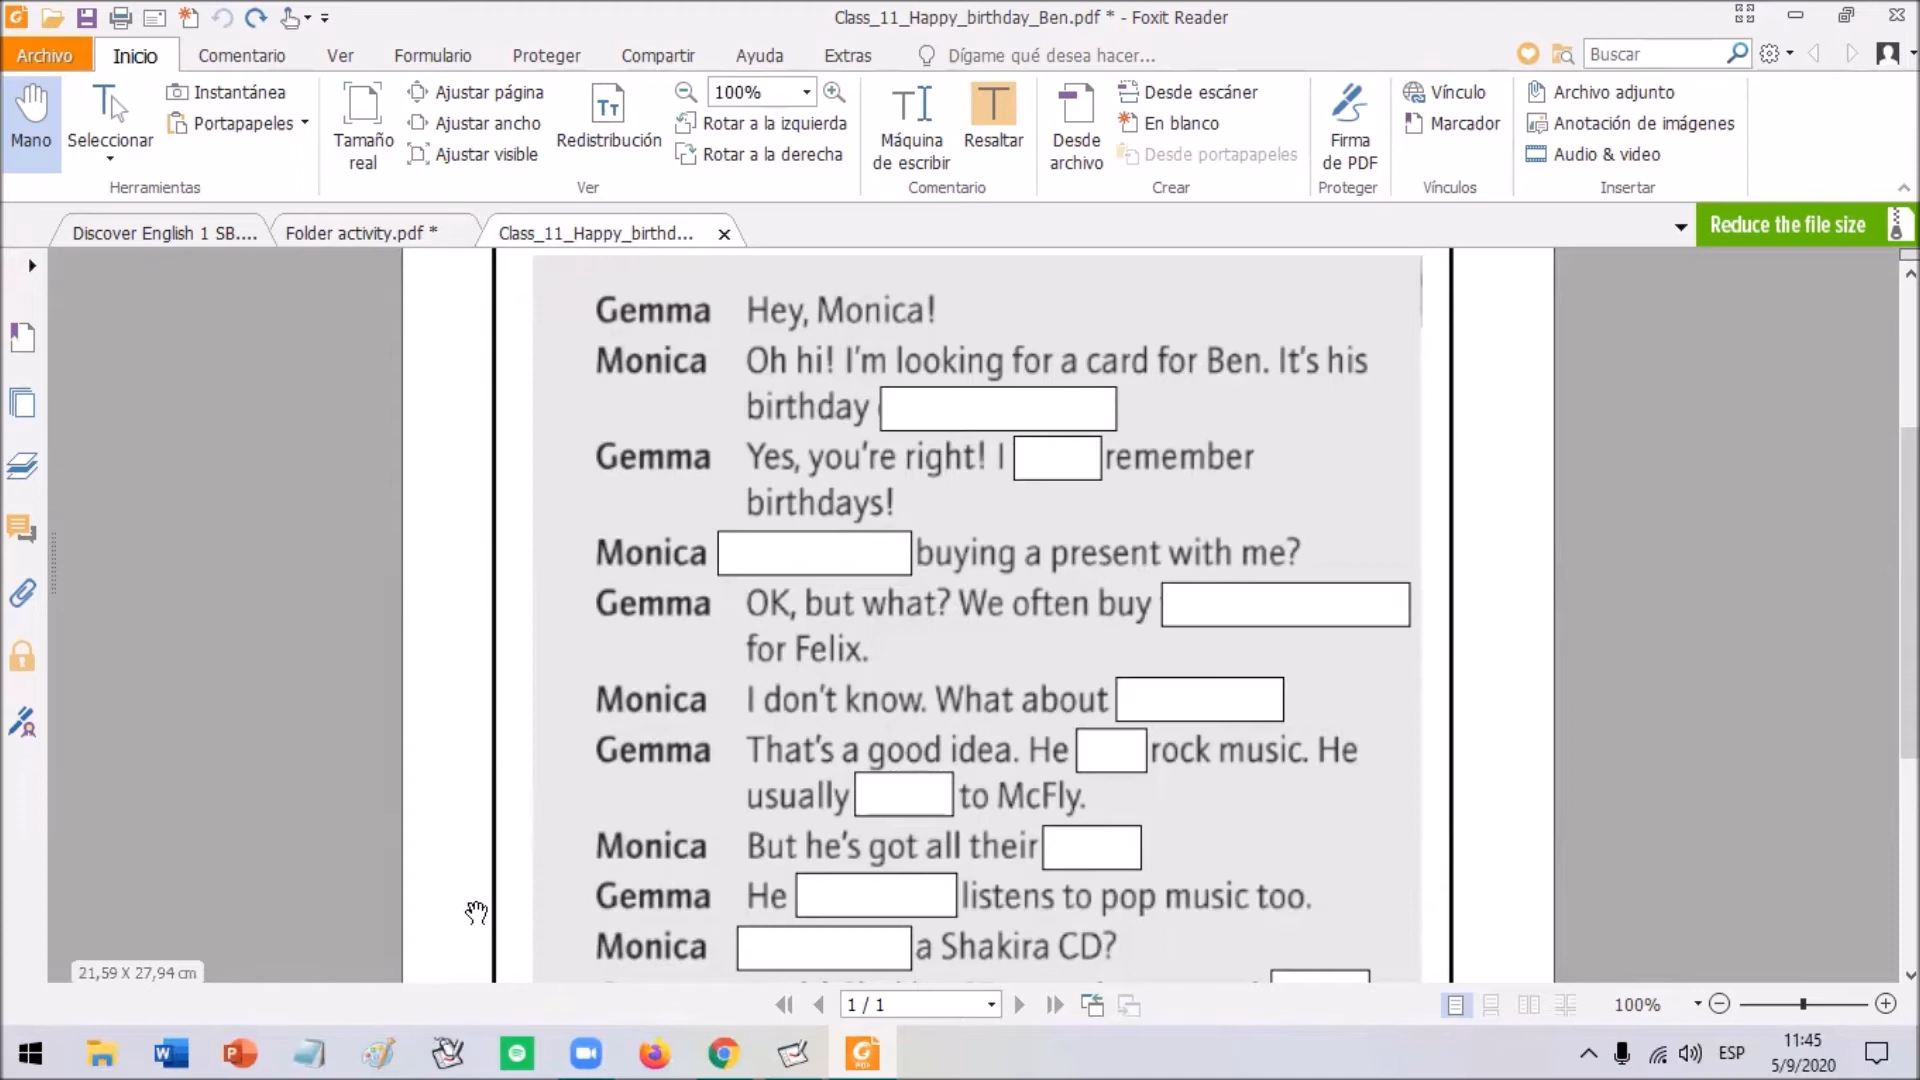 Class_11_Happy_birthday_Ben.pdf * - Foxit Reader
Archivo Inicio Comentario Ver Formulario Proteger Compartir Ayuda Extras Dígame qué desea hacer... Buscar
Mano
Seleccionar
Instantánea
Portapapeles
Herramientas
Tamaño
real
Ajustar página
Ajustar ancho
Ajustar visible
Redistribución
100%
Rotar a la izquierda
Rotar a la derecha
Ver
Máquina
de escribir
Resaltar
Comentario
Desde
archivo
Desde escáner
En blanco
Desde portapapeles
Crear
Firma
de PDF
Proteger
Vínculo
Marcador
Vínculos
Archivo adjunto
Anotación de imágenes
Audio & video
Insertar
Discover English 1 SB.... Folder activity.pdf * Class_11_Happy_birthd... Reduce the file size
Gemma Hey, Monica!
Monica Oh hi! I'm looking for a card for Ben. It's his
birthday
Gemma Yes, you're right! I remember
birthdays!
Monica buying a present with me?
Gemma OK, but what? We often buy
for Felix.
Monica I don't know. What about
Gemma That's a good idea. He rock music. He
usually to McFly.
Monica But he's got all their
Gemma He listens to pop music too.
Monica a Shakira CD?
21,59 X 27,94 cm
1 / 1 100%
ESP 11:45
5/9/2020